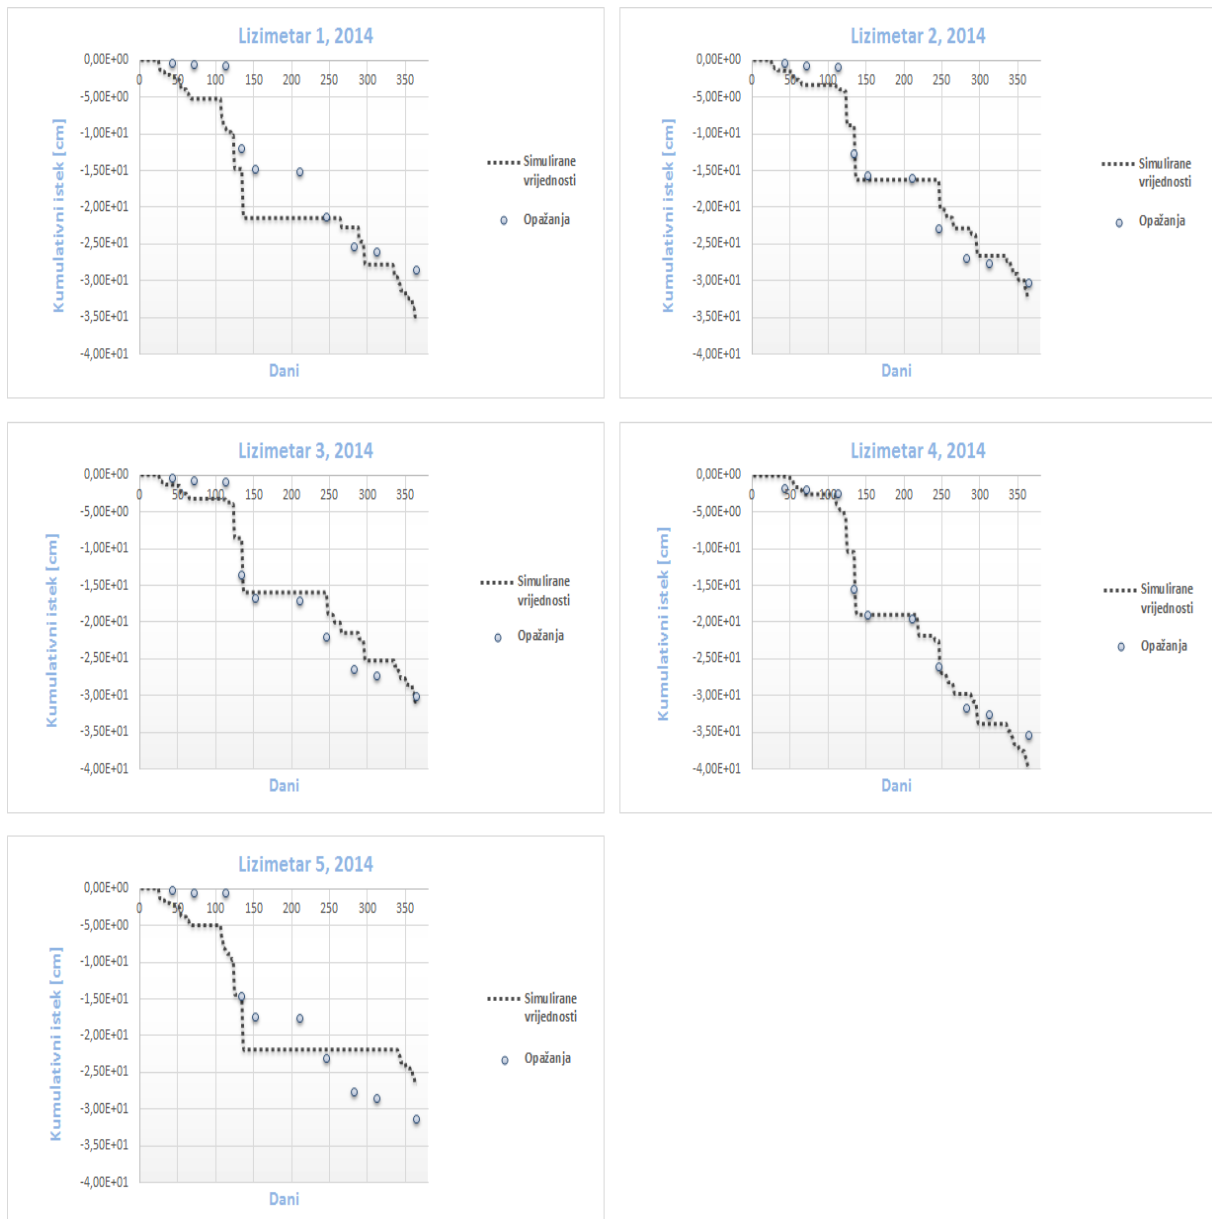 Lizimetar 1, 2014
0,00E+00
0 50 100 150 200 250 300 350
-5,00E+00
-1,00E+01
-1,50E+01
-2,00E+01
-2,50E+01
-3,00E+01
-3,50E+01
-4,00E+01
Kumulativni istek [cm]
Dani
Simulirane
vrijednosti
Opažanja
Lizimetar 2, 2014
0,00E+00
0 50 100 150 200 250 300 350
-5,00E+00
-1,00E+01
-1,50E+01
-2,00E+01
-2,50E+01
-3,00E+01
-3,50E+01
-4,00E+01
Kumulativni istek [cm]
Dani
Simulirane
vrijednosti
Opažanja
Lizimetar 3, 2014
0,00E+00
0 50 100 150 200 250 300 350
-5,00E+00
-1,00E+01
-1,50E+01
-2,00E+01
-2,50E+01
-3,00E+01
-3,50E+01
-4,00E+01
Kumulativni istek [cm]
Dani
Simulirane
vrijednosti
Opažanja
Lizimetar 4, 2014
0,00E+00
0 50 100 150 200 250 300 350
-5,00E+00
-1,00E+01
-1,50E+01
-2,00E+01
-2,50E+01
-3,00E+01
-3,50E+01
-4,00E+01
Kumulativni istek [cm]
Dani
Simulirane
vrijednosti
Opažanja
Lizimetar 5, 2014
0,00E+00
0 50 100 150 200 250 300 350
-5,00E+00
-1,00E+01
-1,50E+01
-2,00E+01
-2,50E+01
-3,00E+01
-3,50E+01
-4,00E+01
Kumulativni istek [cm]
Dani
Simulirane
vrijednosti
Opažanja